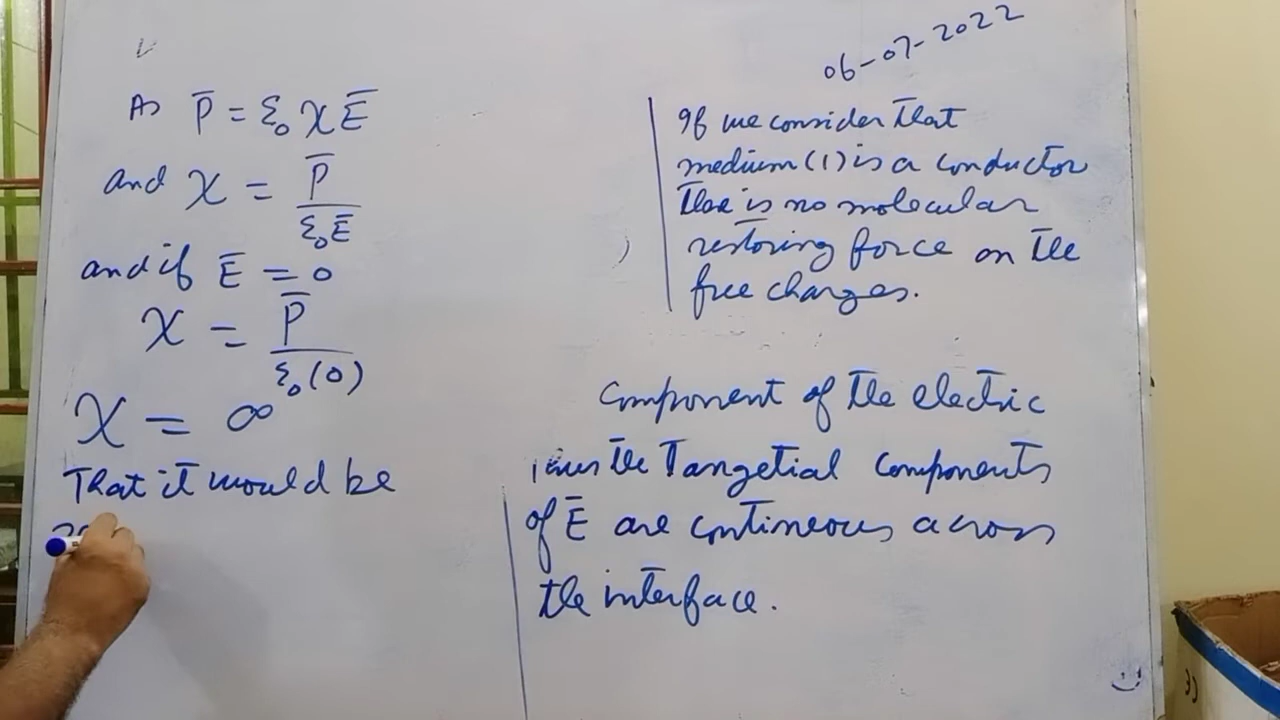 As P̄ = ε₀ χ Ē
and χ = P̄ / ε₀Ē
and if Ē = 0
χ = P̄ / ε₀(0)
χ = ∞
That it would be
06-07-2022
If we consider that
medium (1) is a conductor
there is no molecular
restoring force on the
free charges.
Component of the electric
the Tangetial components
of Ē are contineous across
the interface.